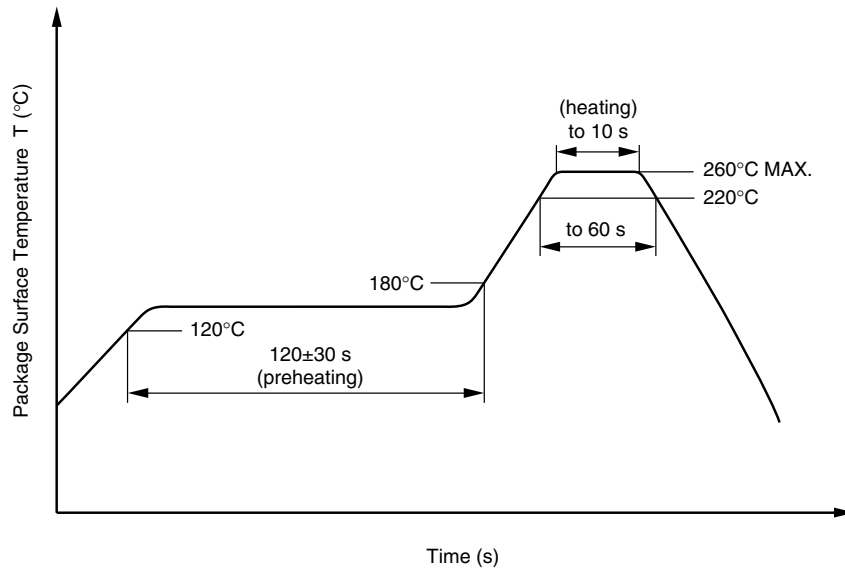 Package Surface Temperature T (°C)
(heating)
to 10 s
260°C MAX.
220°C
to 60 s
180°C
120°C
120±30 s
(preheating)
Time (s)